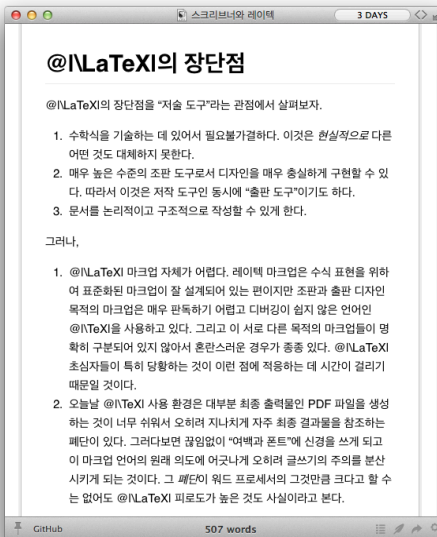 스크리브너와 레이텍
3 DAYS
@I\LaTeXI의 장단점
@I\LaTeXI의 장단점을 “저술 도구”라는 관점에서 살펴보자.
1. 수학식을 기술하는 데 있어서 필요불가결하다. 이것은 현실적으로 다른
어떤 것도 대체하지 못한다.
2. 매우 높은 수준의 조판 도구로서 디자인을 매우 충실하게 구현할 수 있
다. 따라서 이것은 저작 도구인 동시에 “출판 도구”이기도 하다.
3. 문서를 논리적이고 구조적으로 작성할 수 있게 한다.
그러나,
1. @I\LaTeXI 마크업 자체가 어렵다. 레이텍 마크업은 수식 표현을 위하
여 표준화된 마크업이 잘 설계되어 있는 편이지만 조판과 출판 디자인
목적의 마크업은 매우 판독하기 어렵고 디버깅이 쉽지 않은 언어인
@I\TeXI을 사용하고 있다. 그리고 이 서로 다른 목적의 마크업들이 명
확히 구분되어 있지 않아서 혼란스러운 경우가 종종 있다. @I\LaTeXI
초심자들이 특히 당황하는 것이 이런 점에 적응하는 데 시간이 걸리기
때문일 것이다.
2. 오늘날 @I\TeXI 사용 환경은 대부분 최종 출력물인 PDF 파일을 생성
하는 것이 너무 쉬워서 오히려 지나치게 자주 최종 결과물을 참조하는
폐단이 있다. 그러다보면 끊임없이 “여백과 폰트”에 신경을 쓰게 되고
이 마크업 언어의 원래 의도에 어긋나게 오히려 글쓰기의 주의를 분산
시키게 되는 것이다. 그 폐단이 워드 프로세서의 그것만큼 크다고 할 수
는 없어도 @I\LaTeXI 피로도가 높은 것도 사실이라고 본다.
GitHub
507 words